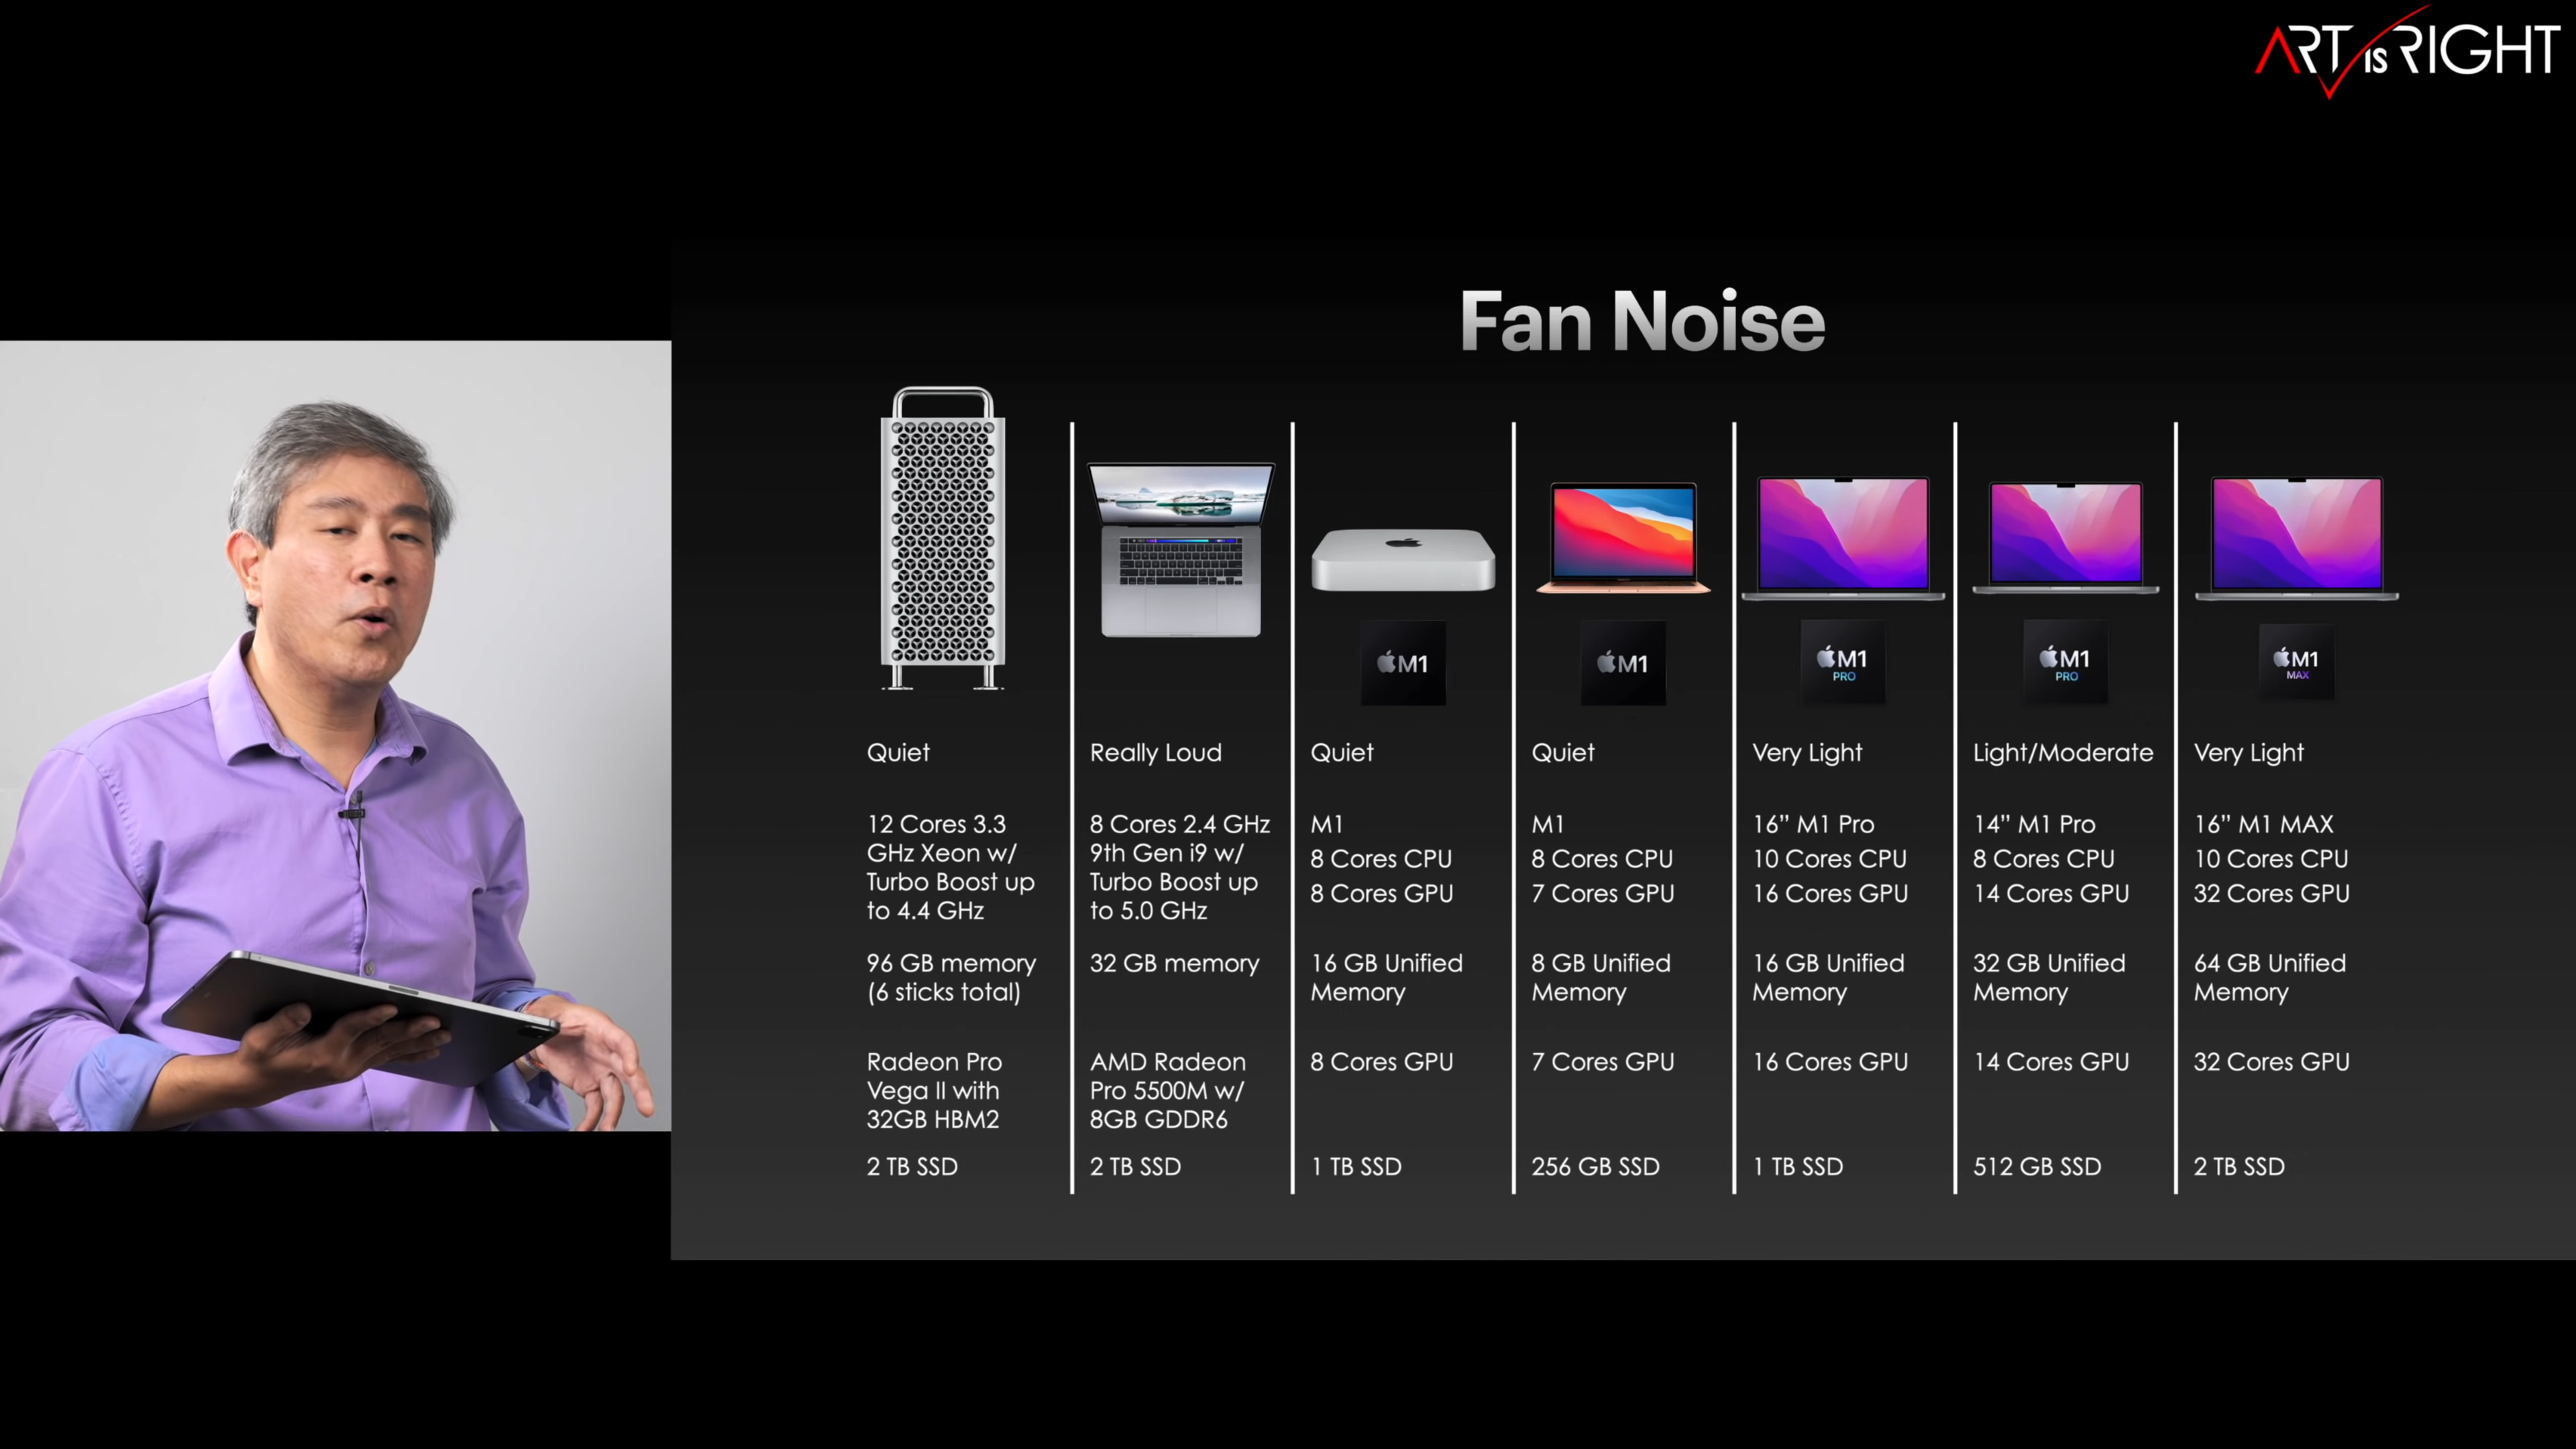 ART IS RIGHT
Fan Noise
M1
M1
M1
PRO
M1
PRO
M1
MAX
Quiet
12 Cores 3.3
GHz Xeon w/
Turbo Boost up
to 4.4 GHz
96 GB memory
(6 sticks total)
Radeon Pro
Vega II with
32GB HBM2
2 TB SSD
Really Loud
8 Cores 2.4 GHz
9th Gen i9 w/
Turbo Boost up
to 5.0 GHz
32 GB memory
AMD Radeon
Pro 5500M w/
8GB GDDR6
2 TB SSD
Quiet
M1
8 Cores CPU
8 Cores GPU
16 GB Unified
Memory
8 Cores GPU
1 TB SSD
Quiet
M1
8 Cores CPU
7 Cores GPU
8 GB Unified
Memory
7 Cores GPU
256 GB SSD
Very Light
16” M1 Pro
10 Cores CPU
16 Cores GPU
16 GB Unified
Memory
16 Cores GPU
1 TB SSD
Light/Moderate
14” M1 Pro
8 Cores CPU
14 Cores GPU
32 GB Unified
Memory
14 Cores GPU
512 GB SSD
Very Light
16” M1 MAX
10 Cores CPU
32 Cores GPU
64 GB Unified
Memory
32 Cores GPU
2 TB SSD